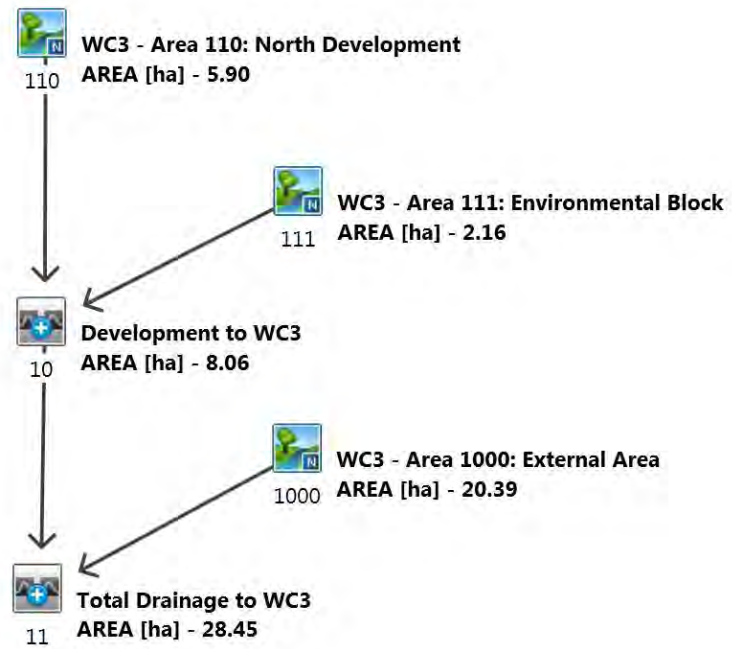 WC3 - Area 110: North Development
AREA [ha] - 5.90
N
110
WC3 - Area 111: Environmental Block
AREA [ha] - 2.16
N
111
Development to WC3
AREA [ha] - 8.06
10
WC3 - Area 1000: External Area
AREA [ha] - 20.39
N
1000
Total Drainage to WC3
AREA [ha] - 28.45
11